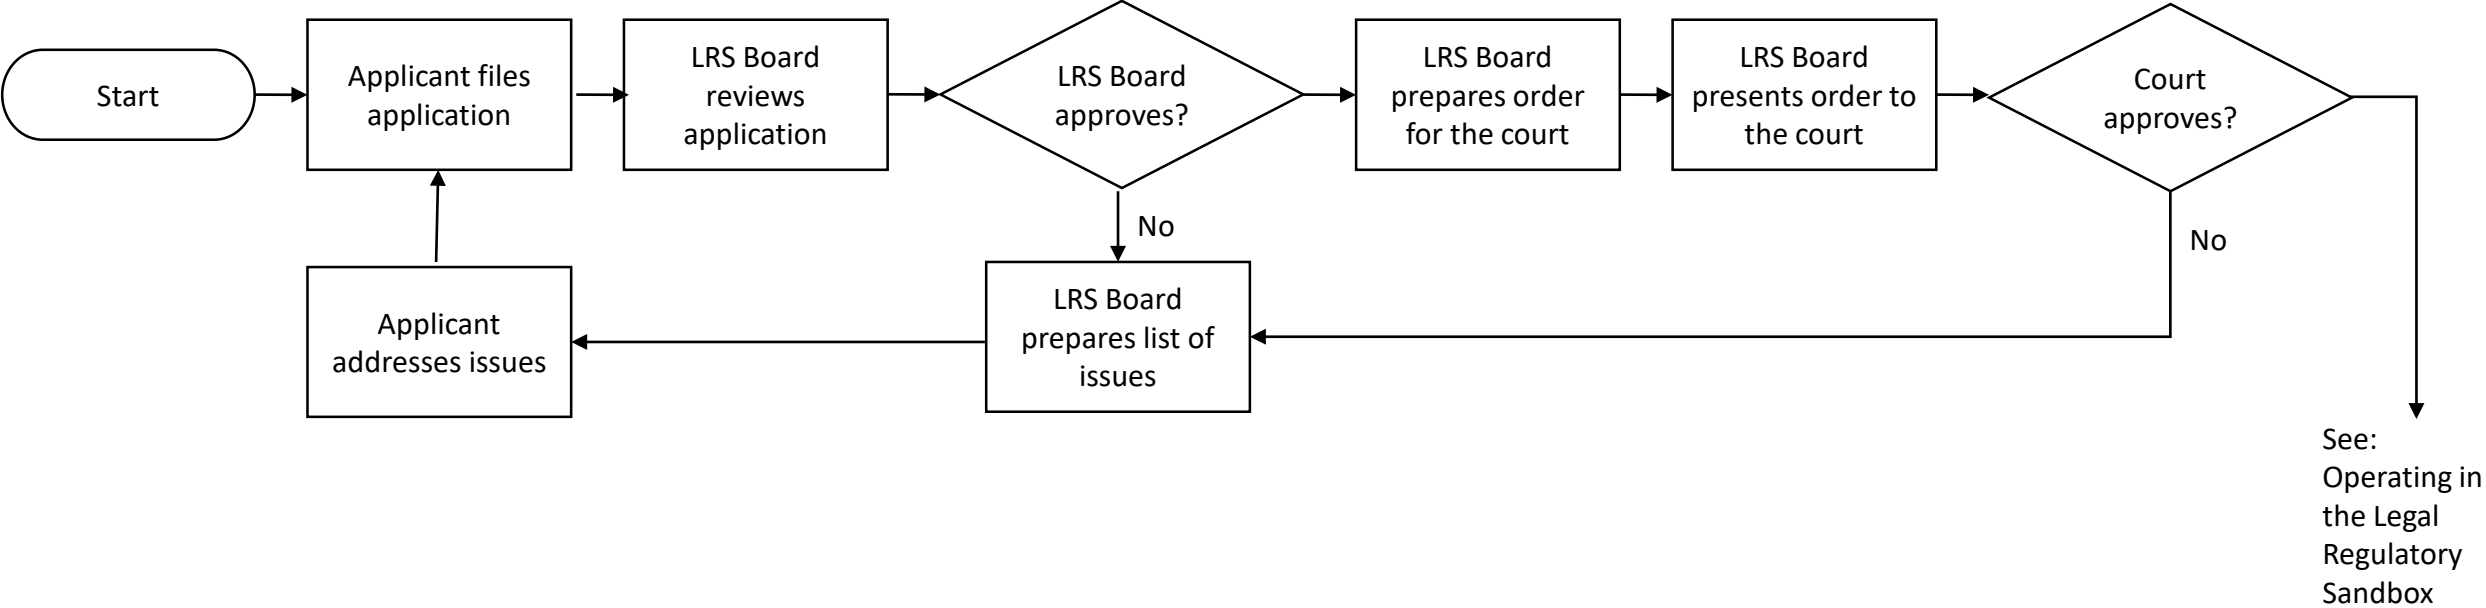 Start
Applicant files
application
LRS Board
reviews
application
LRS Board
approves?
LRS Board
prepares order
for the court
LRS Board
presents order to
the court
Court
approves?
No
No
Applicant
addresses issues
LRS Board
prepares list of
issues
See:
Operating in
the Legal
Regulatory
Sandbox